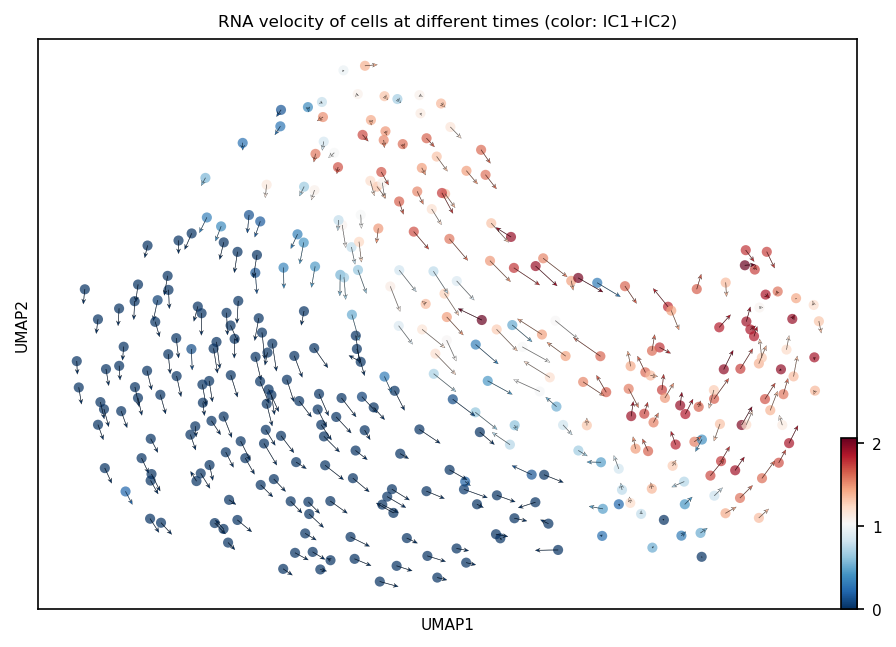 RNA velocity of cells at different times (color: IC1+IC2)
UMAP2
2
1
0
UMAP1